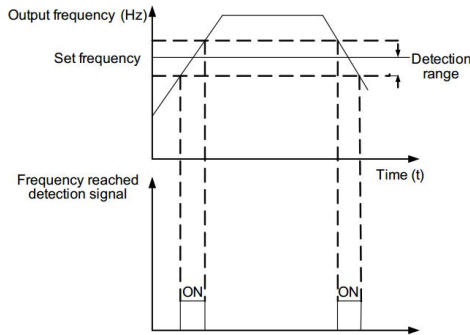 Output frequency (Hz)
Set frequency
Detection
range
Time (t)
Frequency reached
detection signal
ON
ON